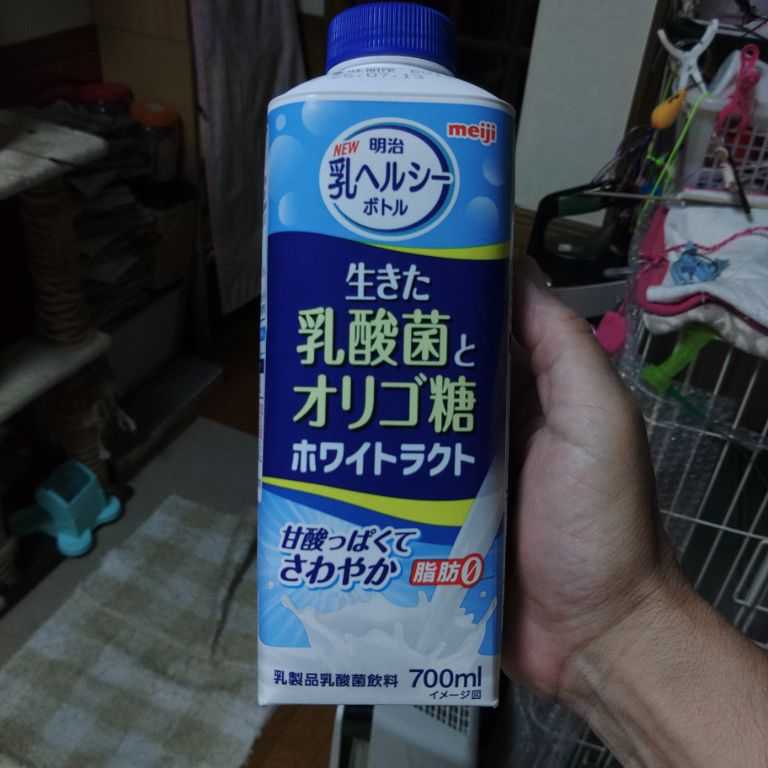 25.07.13
meiji
NEW 明治
乳ヘルシー
ボトル
生きた
乳酸菌と
オリゴ糖
ホワイトラクト
甘酸っぱくて
さわやか
脂肪0
乳製品乳酸菌飲料 700ml
イメージ図